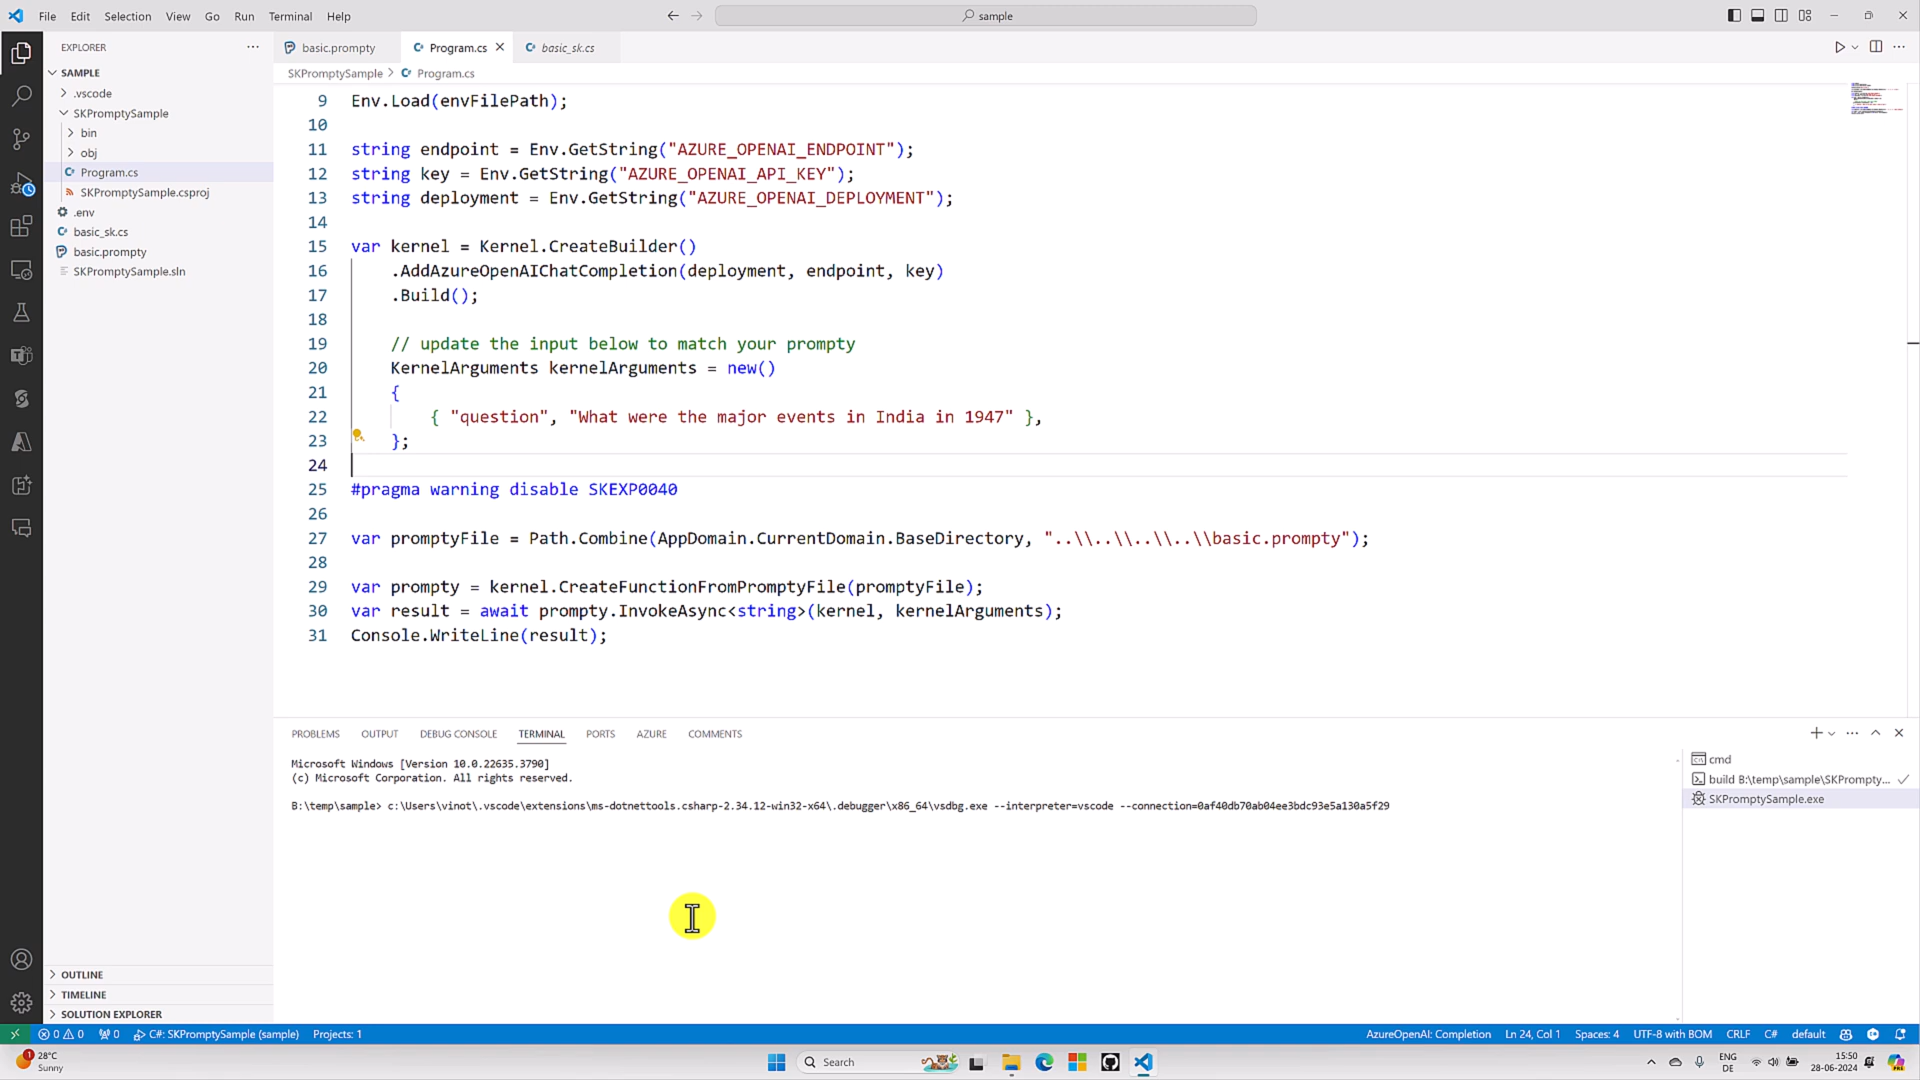 File Edit Selection View Go Run Terminal Help
sample
EXPLORER
SAMPLE
.vscode
SKPromptySample
bin
obj
Program.cs
SKPromptySample.csproj
.env
basic_sk.cs
basic.prompty
SKPromptySample.sln
OUTLINE
TIMELINE
SOLUTION EXPLORER
basic.prompty Program.cs basic_sk.cs
SKPromptySample > Program.cs
9 Env.Load(envFilePath);
10
11 string endpoint = Env.GetString("AZURE_OPENAI_ENDPOINT");
12 string key = Env.GetString("AZURE_OPENAI_API_KEY");
13 string deployment = Env.GetString("AZURE_OPENAI_DEPLOYMENT");
14
15 var kernel = Kernel.CreateBuilder()
16 .AddAzureOpenAIChatCompletion(deployment, endpoint, key)
17 .Build();
18
19 // update the input below to match your prompty
20 KernelArguments kernelArguments = new()
21 {
22 { "question", "What were the major events in India in 1947" },
23 };
24
25 #pragma warning disable SKEXP0040
26
27 var promptyFile = Path.Combine(AppDomain.CurrentDomain.BaseDirectory, "..\\..\\..\\..\\basic.prompty");
28
29 var prompty = kernel.CreateFunctionFromPromptyFile(promptyFile);
30 var result = await prompty.InvokeAsync<string>(kernel, kernelArguments);
31 Console.WriteLine(result);
PROBLEMS OUTPUT DEBUG CONSOLE TERMINAL PORTS AZURE COMMENTS
Microsoft Windows [Version 10.0.22635.3790]
(c) Microsoft Corporation. All rights reserved.
B:\temp\sample> c:\Users\vinot\.vscode\extensions\ms-dotnettools.csharp-2.34.12-win32-x64\.debugger\x86_64\vsdbg.exe --interpreter=vscode --connection=0af40db70ab04ee3bdc93e5a130a5f29
cmd
build B:\temp\sample\SKPrompty...
SKPromptySample.exe
0 0 0 C#: SKPromptySample (sample) Projects: 1
AzureOpenAI: Completion Ln 24, Col 1 Spaces: 4 UTF-8 with BOM CRLF C# default
1
28°C
Sunny
Search
ENG
DE
15:50
28-06-2024